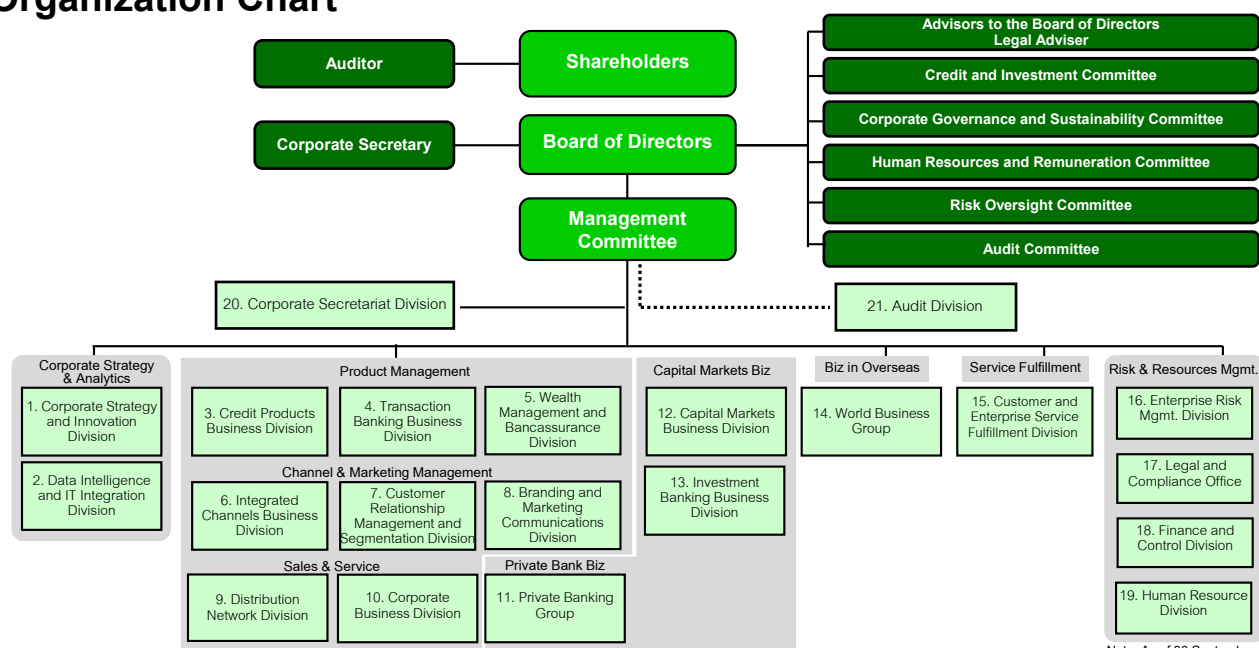 Organization Chart
Auditor
Shareholders
Advisors to the Board of Directors
Legal Adviser
Credit and Investment Committee
Corporate Secretary
Board of Directors
Corporate Governance and Sustainability Committee
Human Resources and Remuneration Committee
Management
Committee
Risk Oversight Committee
Audit Committee
20. Corporate Secretariat Division
21. Audit Division
Corporate Strategy
& Analytics
1. Corporate Strategy
and Innovation
Division
2. Data Intelligence
and IT Integration
Division
Product Management
3. Credit Products
Business Division
4. Transaction
Banking Business
Division
5. Wealth
Management and
Bancassurance
Division
Channel & Marketing Management
6. Integrated
Channels Business
Division
7. Customer
Relationship
Management and
Segmentation Division
8. Branding and
Marketing
Communications
Division
Sales & Service
9. Distribution
Network Division
10. Corporate
Business Division
Private Bank Biz
11. Private Banking
Group
Capital Markets Biz
12. Capital Markets
Business Division
13. Investment
Banking Business
Division
Biz in Overseas
14. World Business
Group
Service Fulfillment
15. Customer and
Enterprise Service
Fulfillment Division
Risk & Resources Mgmt.
16. Enterprise Risk
Mgmt. Division
17. Legal and
Compliance Office
18. Finance and
Control Division
19. Human Resource
Division